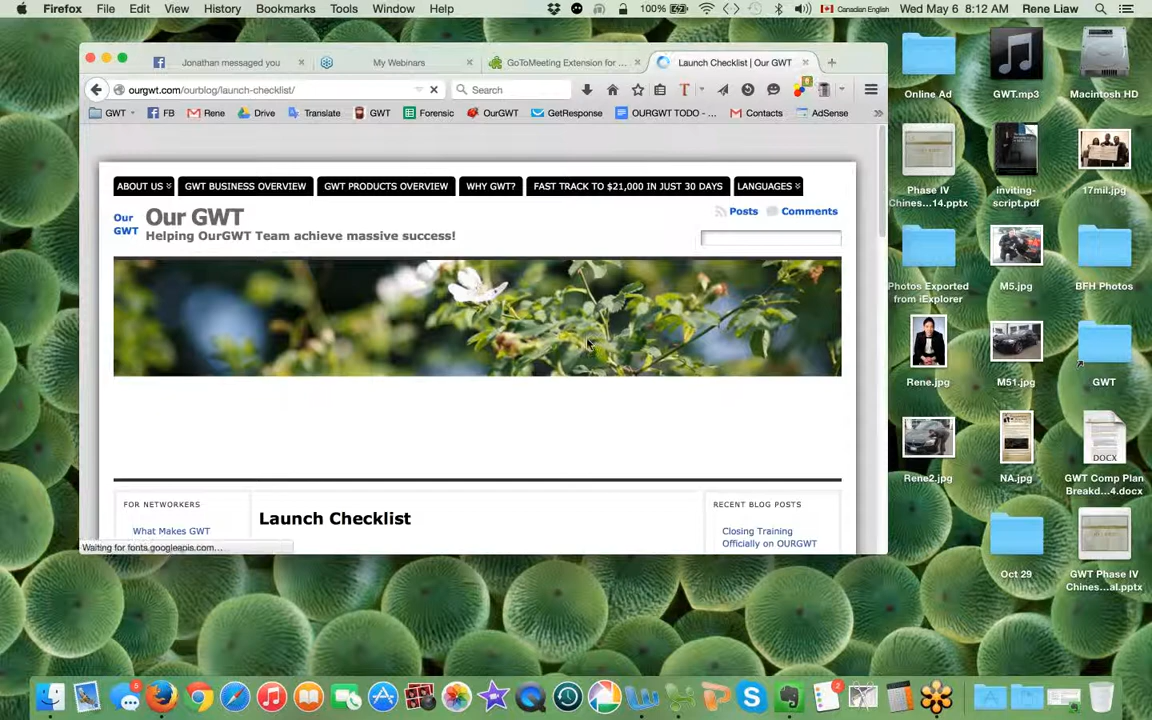 Firefox File Edit View History Bookmarks Tools Window Help 100% Canadian English Wed May 6 8:12 AM Rene Liaw
Jonathan messaged you My Webinars GoToMeeting Extension for ... Launch Checklist | Our GWT
ourgwt.com/ourblog/launch-checklist/ Search
GWT FB Rene Drive Translate GWT Forensic OurGWT GetResponse OURGWT TODO - ... Contacts AdSense
ABOUT US GWT BUSINESS OVERVIEW GWT PRODUCTS OVERVIEW WHY GWT? FAST TRACK TO $21,000 IN JUST 30 DAYS LANGUAGES
Our GWT
Our GWT
Posts Comments
Helping OurGWT Team achieve massive success!
FOR NETWORKERS
What Makes GWT
Launch Checklist
RECENT BLOG POSTS
Closing Training
Officially on OURGWT
Waiting for fonts.googleapis.com...
Online Ad
GWT.mp3
Macintosh HD
Phase IV
Chines...14.pptx
inviting-
script.pdf
17mil.jpg
Photos Exported
from iExplorer
M5.jpg
BFH Photos
Rene.jpg
M51.jpg
GWT
DOCX
Rene2.jpg
NA.jpg
GWT Comp Plan
Breakd...4.docx
Oct 29
GWT Phase IV
Chines...al.pptx
5
2